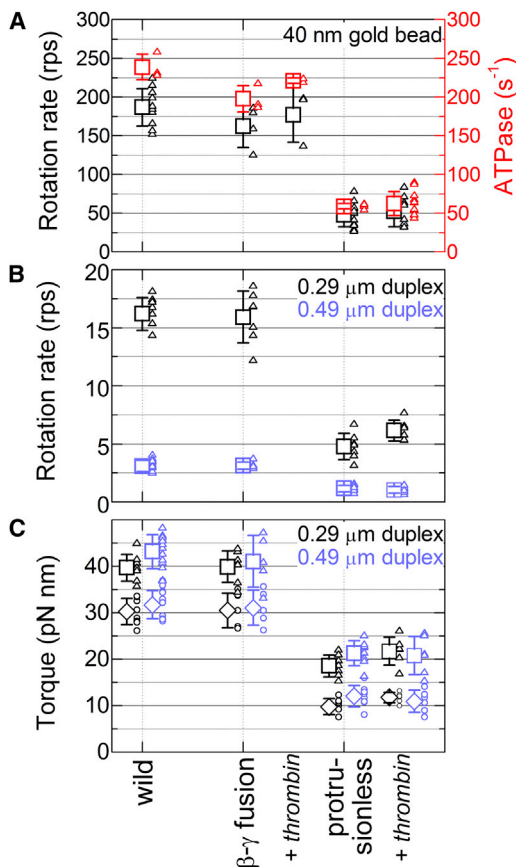 A
40 nm gold bead
Rotation rate (rps)
300
250
200
150
100
50
0
ATPase (s-1)
300
250
200
150
100
50
0
B
0.29 μm duplex
0.49 μm duplex
Rotation rate (rps)
20
15
10
5
0
C
0.29 μm duplex
0.49 μm duplex
Torque (pN nm)
40
30
20
10
0
wild
β-γ fusion
+ thrombin
protru-
sionless
+ thrombin